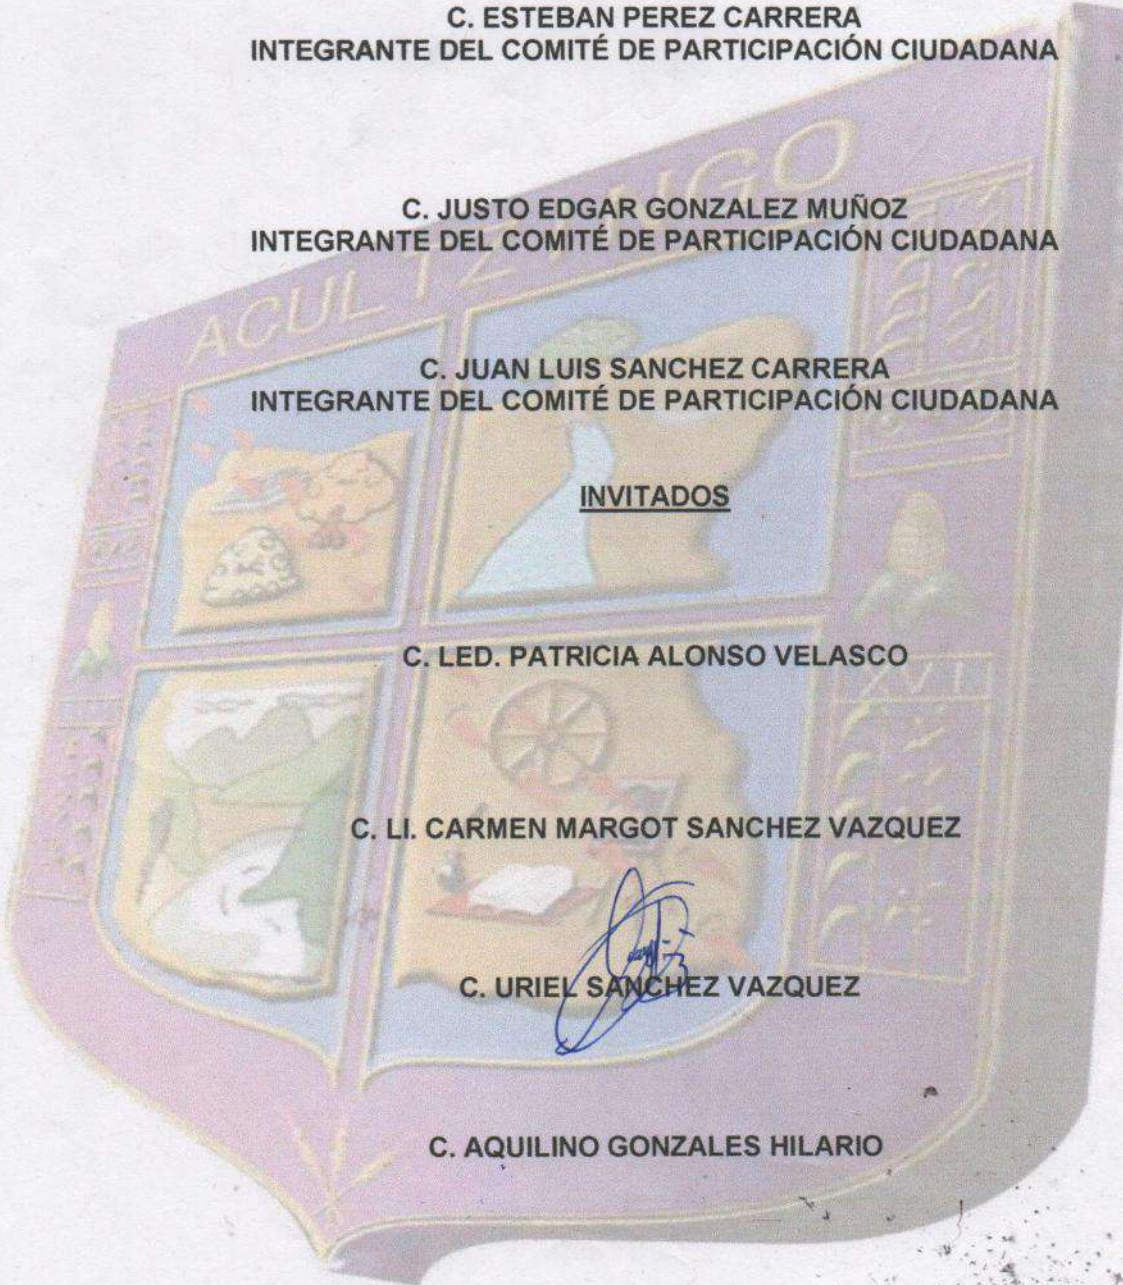 C. ESTEBAN PEREZ CARRERA
INTEGRANTE DEL COMITÉ DE PARTICIPACIÓN CIUDADANA
C. JUSTO EDGAR GONZALEZ MUÑOZ
INTEGRANTE DEL COMITÉ DE PARTICIPACIÓN CIUDADANA
ACULTZINGO
C. JUAN LUIS SANCHEZ CARRERA
INTEGRANTE DEL COMITÉ DE PARTICIPACIÓN CIUDADANA
INVITADOS
C. LED. PATRICIA ALONSO VELASCO
XVI
C. LI. CARMEN MARGOT SANCHEZ VAZQUEZ
C. URIEL SANCHEZ VAZQUEZ
C. AQUILINO GONZALES HILARIO